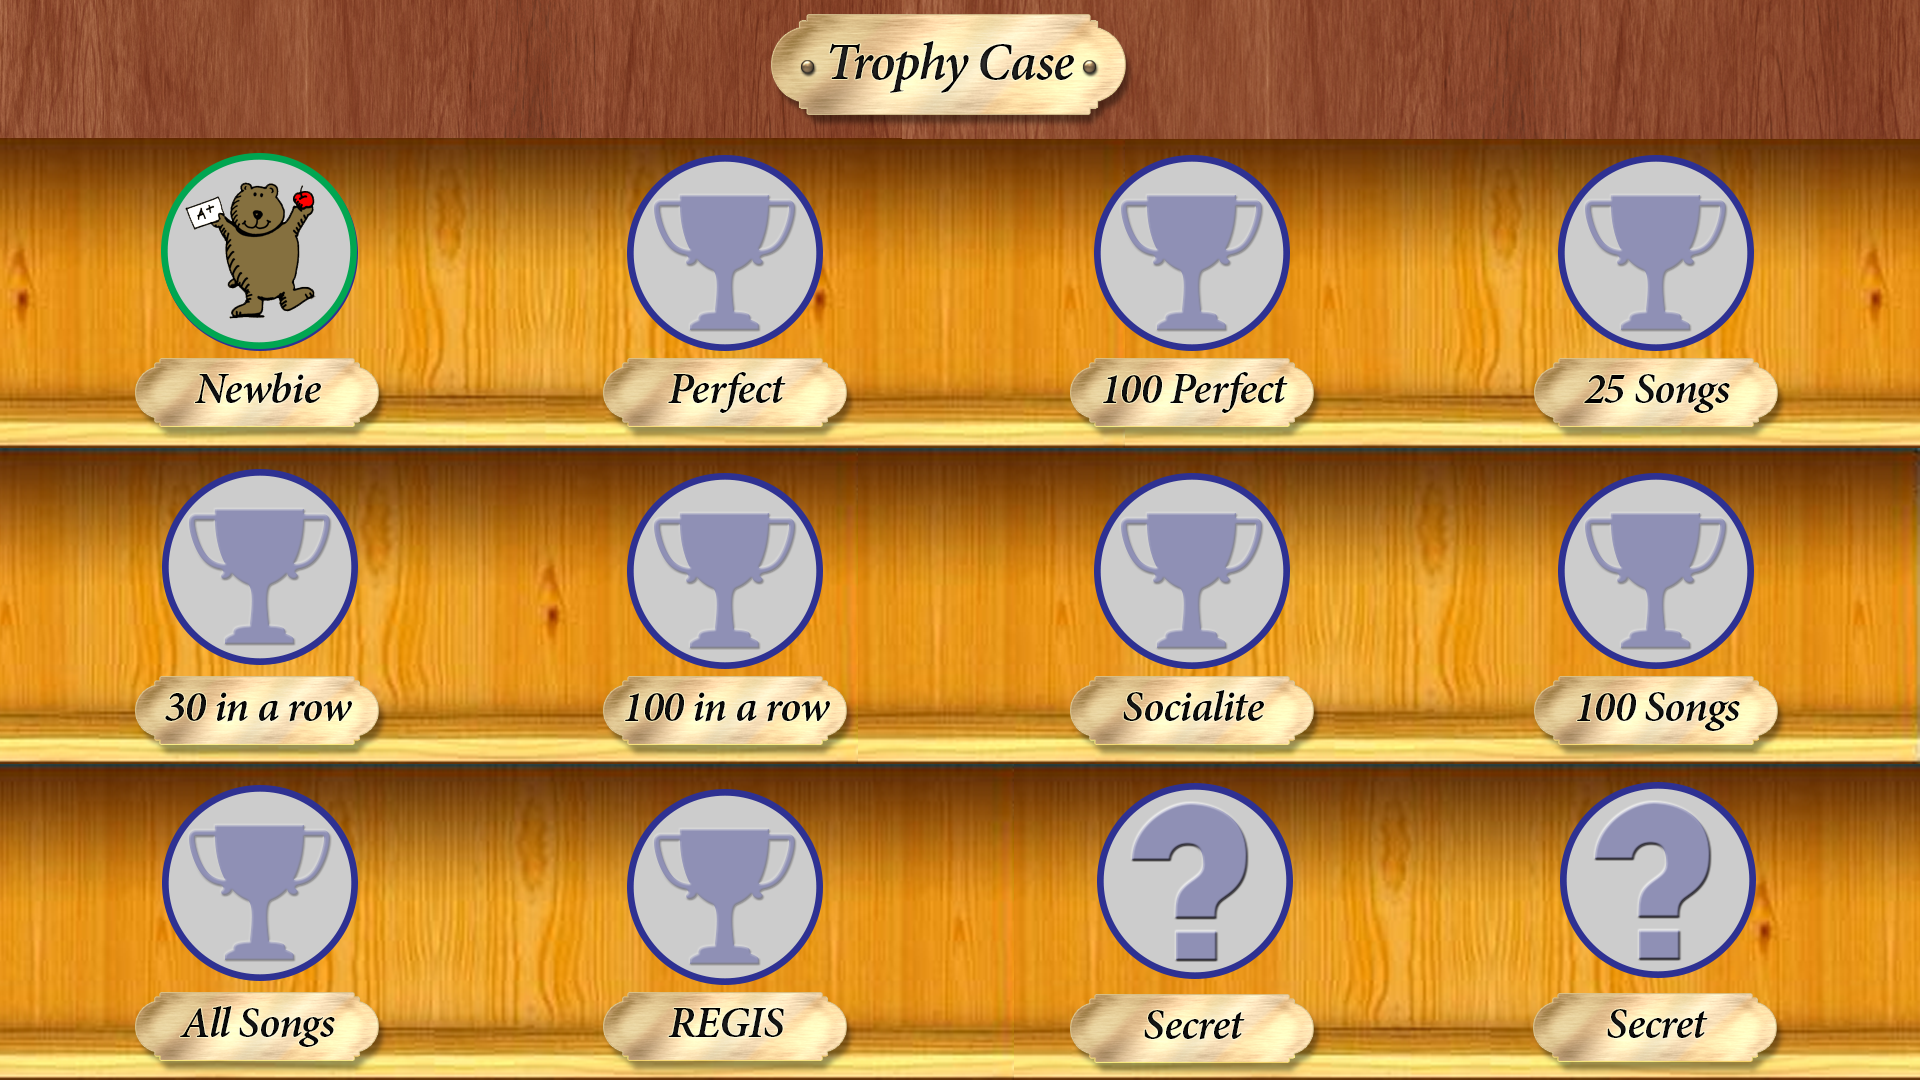 Trophy Case
A+
Newbie
Perfect
100 Perfect
25 Songs
30 in a row
100 in a row
Socialite
100 Songs
All Songs
REGIS
?
?
Secret
Secret